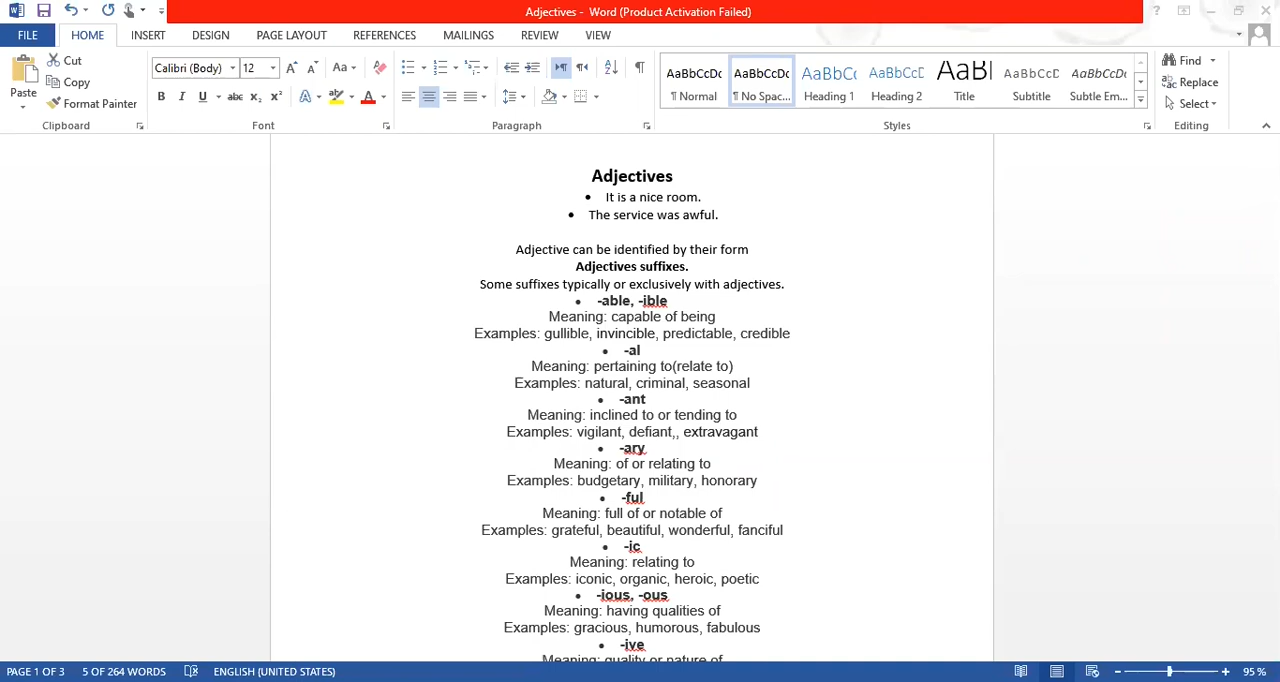 Adjectives - Word (Product Activation Failed)
FILE HOME INSERT DESIGN PAGE LAYOUT REFERENCES MAILINGS REVIEW VIEW
Paste
Cut
Copy
Format Painter
Clipboard
Calibri (Body) 12
Font
Paragraph
AaBbCcDc AaBbCcDc AaBbCc AaBbCcD AaBl AaBbCcD AaBbCcDc
¶ Normal ¶ No Spac... Heading 1 Heading 2 Title Subtitle Subtle Em...
Styles
Find
Replace
Select
Editing
Adjectives
• It is a nice room.
• The service was awful.
Adjective can be identified by their form
Adjectives suffixes.
Some suffixes typically or exclusively with adjectives.
• -able, -ible
Meaning: capable of being
Examples: gullible, invincible, predictable, credible
• -al
Meaning: pertaining to(relate to)
Examples: natural, criminal, seasonal
• -ant
Meaning: inclined to or tending to
Examples: vigilant, defiant,, extravagant
• -ary
Meaning: of or relating to
Examples: budgetary, military, honorary
• -ful
Meaning: full of or notable of
Examples: grateful, beautiful, wonderful, fanciful
• -ic
Meaning: relating to
Examples: iconic, organic, heroic, poetic
• -ious, -ous
Meaning: having qualities of
Examples: gracious, humorous, fabulous
• -ive
Meaning: quality or nature of
PAGE 1 OF 3 5 OF 264 WORDS ENGLISH (UNITED STATES) 95%